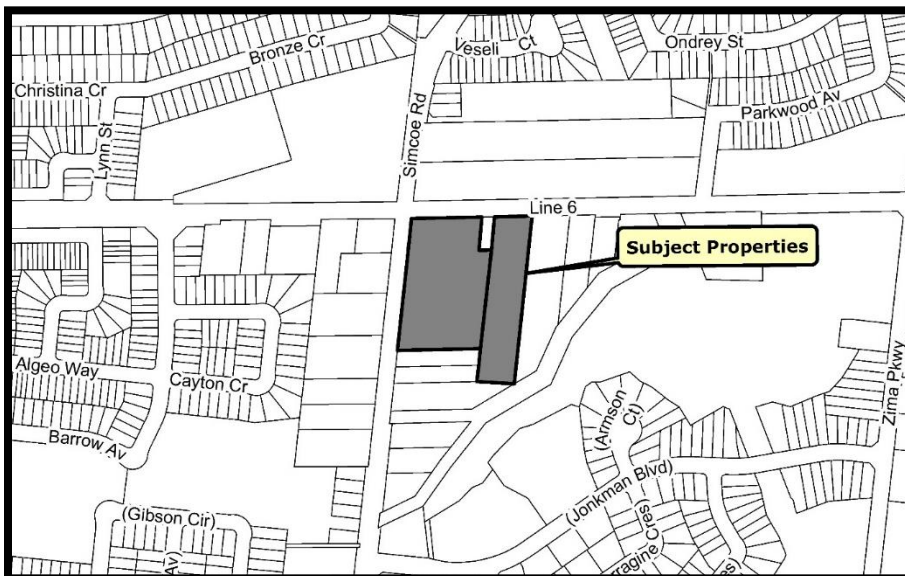 Bronze Cr
Veseli Ct
Ondrey St
Christina Cr
Parkwood Av
Lynn St
Simcoe Rd
Line 6
Subject Properties
Algeo Way
Cayton Cr
Barrow Av
Zima Pkwy
(Armson
Ct)
(Jonkman Blvd)
(Gibson Cir)